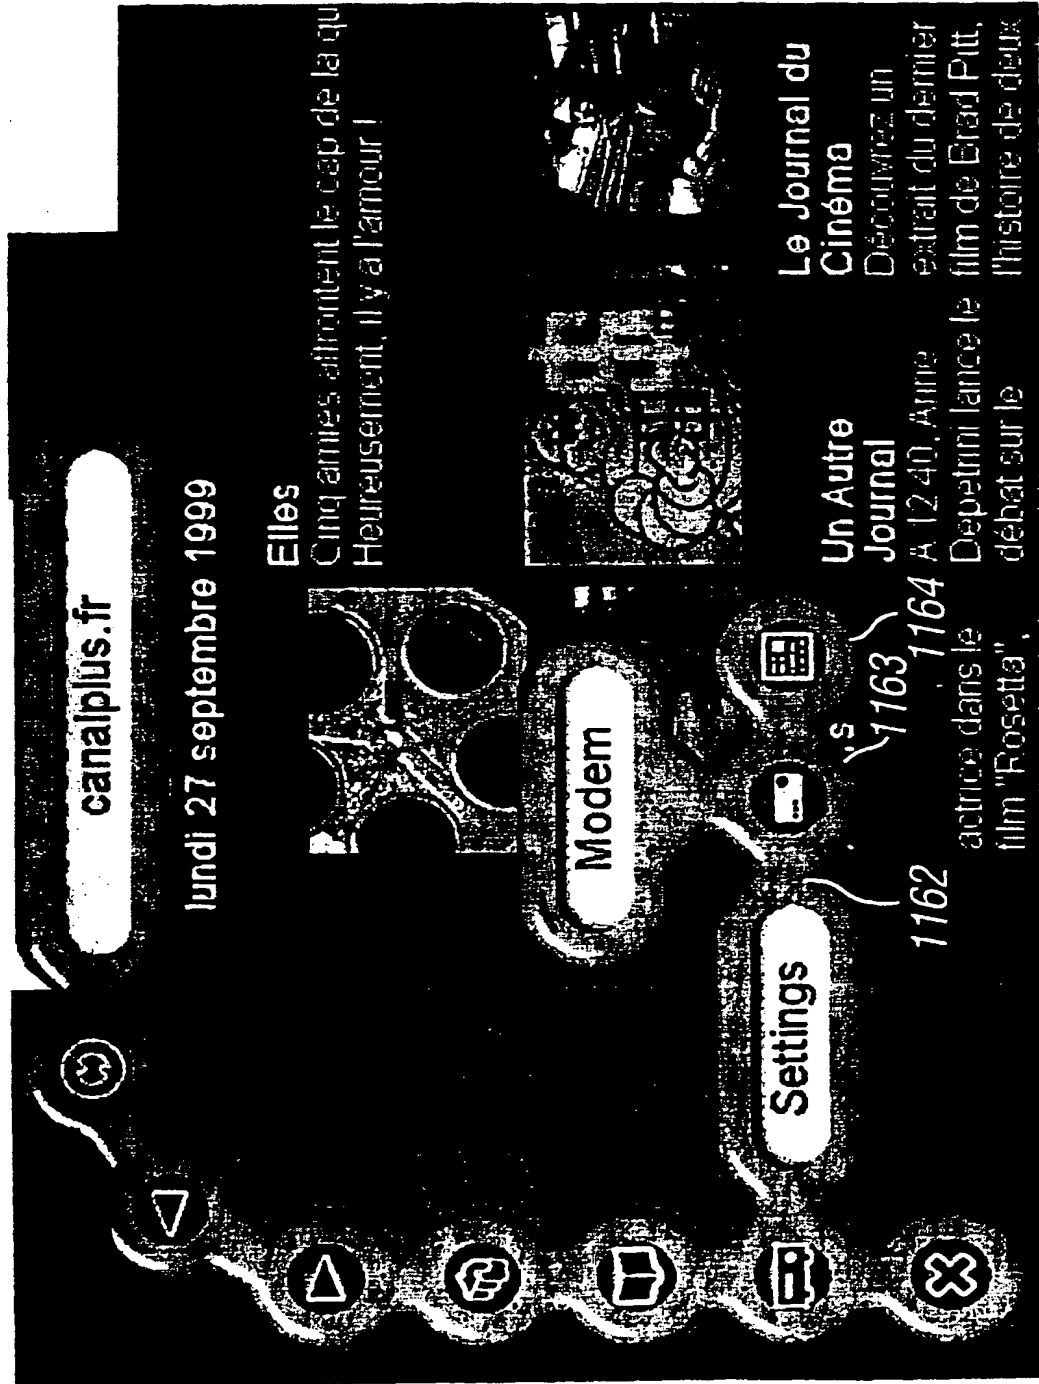 canalplus.fr
lundi 27 septembre 1999
Elles
Cinq amies affrontent le cap de la qu
Heureusement, il y a l'amour !
Modem
Settings
1162
1163
1164
's
actrice dans le
film "Rosetta",
Un Autre
Journal
A 12.40, Anne
Depetrini lance le
débat sur le
Le Journal du
Cinéma
Découvrez un
extrait du dernier
film de Brad Pitt,
l'histoire de deux